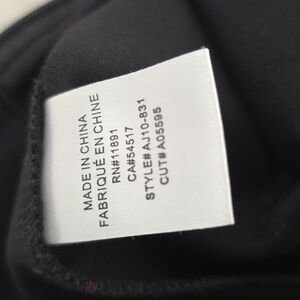 MADE IN CHINA
FABRIQUÉ EN CHINE
RN#11891
CA#54517
STYLE# AJ10-831
CUT#A05595